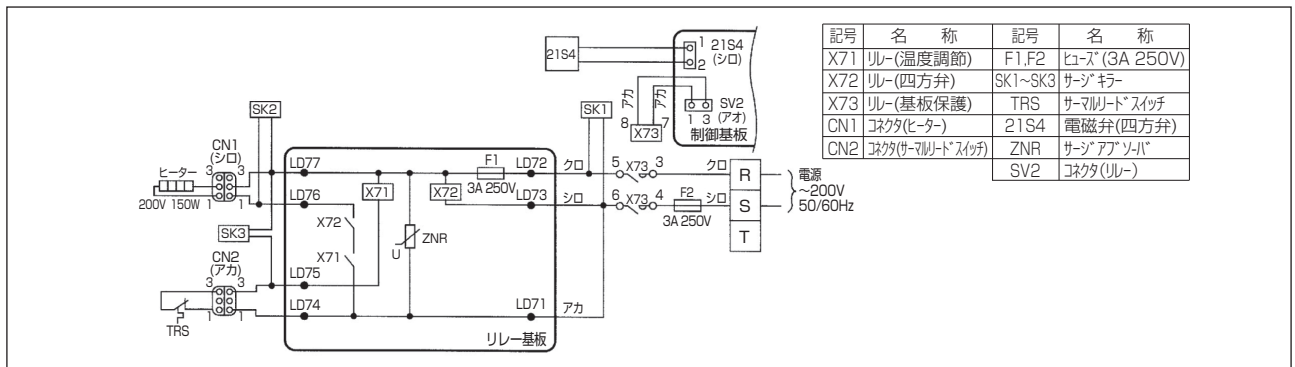 21S4
1
2
21S4
(シロ)
アカ
アカ
8
X73
7
1 3
SV2
(アオ)
制御基板
SK2
SK1
CN1
(シロ)
3 3
1 1
ヒーター
200V 150W
LD77
LD76
X71
X72
F1
3A 250V
LD72
LD73
クロ
シロ
5 X73 3
クロ
6 X73 4
F2
シロ
3A 250V
R
S
T
電源
~200V
50/60Hz
SK3
CN2
(アカ)
3 3
1 1
TRS
X72
X71
U
ZNR
LD75
LD74
LD71
アカ
リレー基板
記号 名 称 記号 名 称
X71 リレー(温度調節) F1,F2 ヒューズ(3A 250V)
X72 リレー(四方弁) SK1~SK3 サージキラー
X73 リレー(基板保護) TRS サーマルリードスイッチ
CN1 コネクタ(ヒーター) 21S4 電磁弁(四方弁)
CN2 コネクタ(サーマルリードスイッチ) ZNR サージアブソーバ
SV2 コネクタ(リレー)